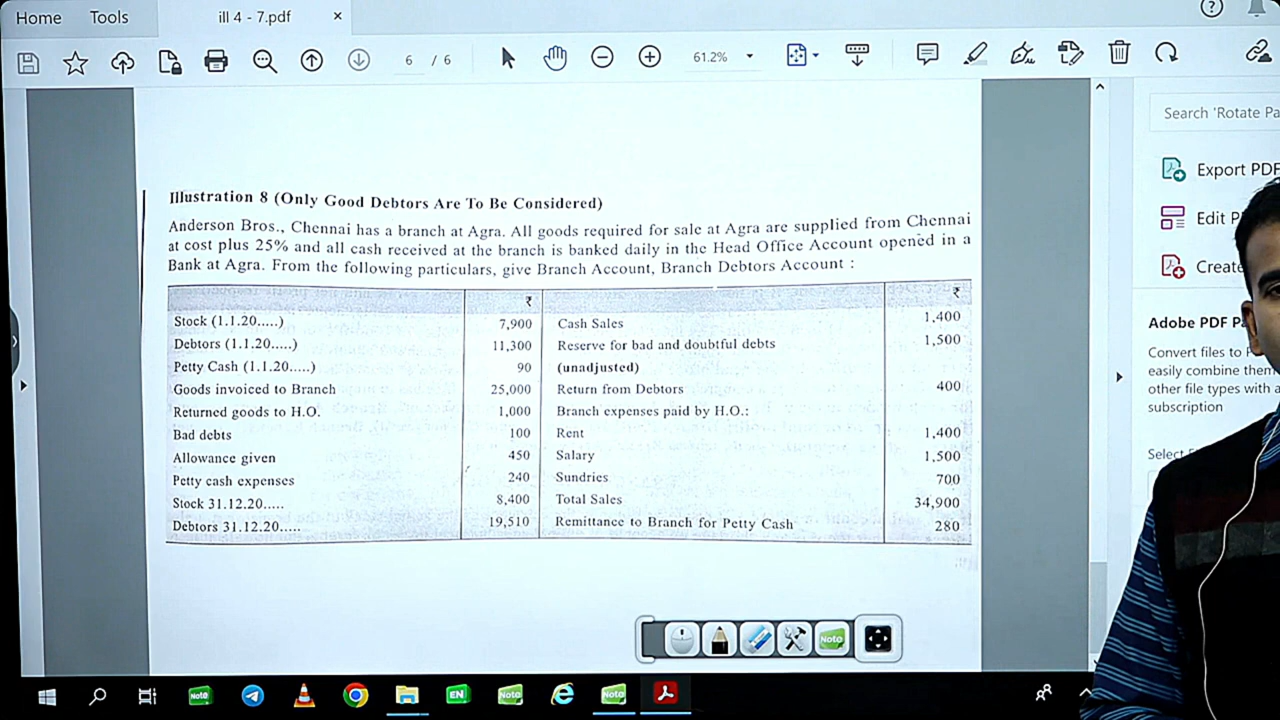 Home Tools ill 4 - 7.pdf ×
6 / 6 61.2%
Search 'Rotate Pa
Export PDF
Edit P
Create
Adobe PDF Pa
Convert files to P
easily combine them
other file types with a
subscription
Illustration 8 (Only Good Debtors Are To Be Considered)
Anderson Bros., Chennai has a branch at Agra. All goods required for sale at Agra are supplied from Chennai
at cost plus 25% and all cash received at the branch is banked daily in the Head Office Account opened in a
Bank at Agra. From the following particulars, give Branch Account, Branch Debtors Account :
₹ ₹
Stock (1.1.20.....) 7,900 Cash Sales 1,400
Debtors (1.1.20.....) 11,300 Reserve for bad and doubtful debts 1,500
Petty Cash (1.1.20.....) 90 (unadjusted)
Goods invoiced to Branch 25,000 Return from Debtors 400
Returned goods to H.O. 1,000 Branch expenses paid by H.O.:
Bad debts 100 Rent 1,400
Allowance given 450 Salary 1,500
Petty cash expenses 240 Sundries 700
Stock 31.12.20..... 8,400 Total Sales 34,900
Debtors 31.12.20..... 19,510 Remittance to Branch for Petty Cash 280
Note
Note EN Note Note